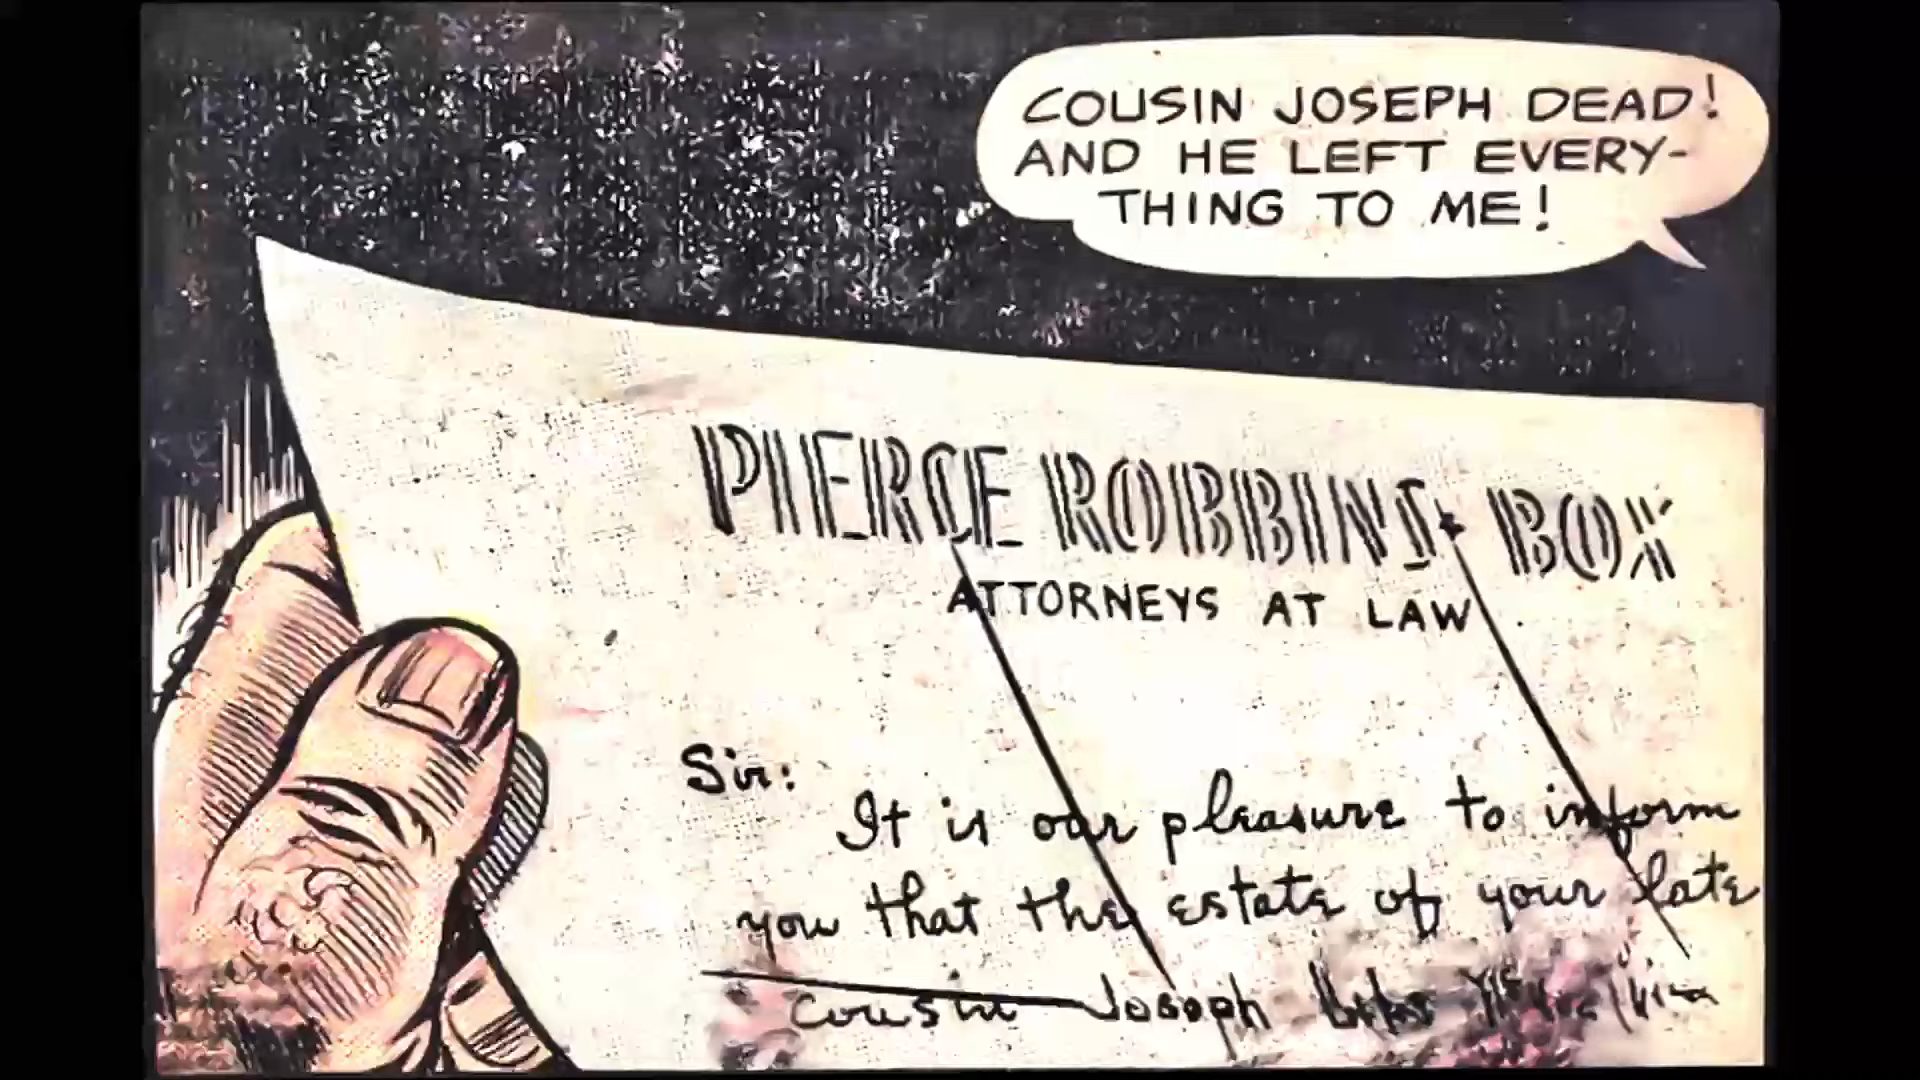 COUSIN JOSEPH DEAD!
AND HE LEFT EVERY-
THING TO ME!
PIERCE ROBBINS & BOX
ATTORNEYS AT LAW
Sir:
It is our pleasure to inform
you that the estate of your late
cousin Joseph